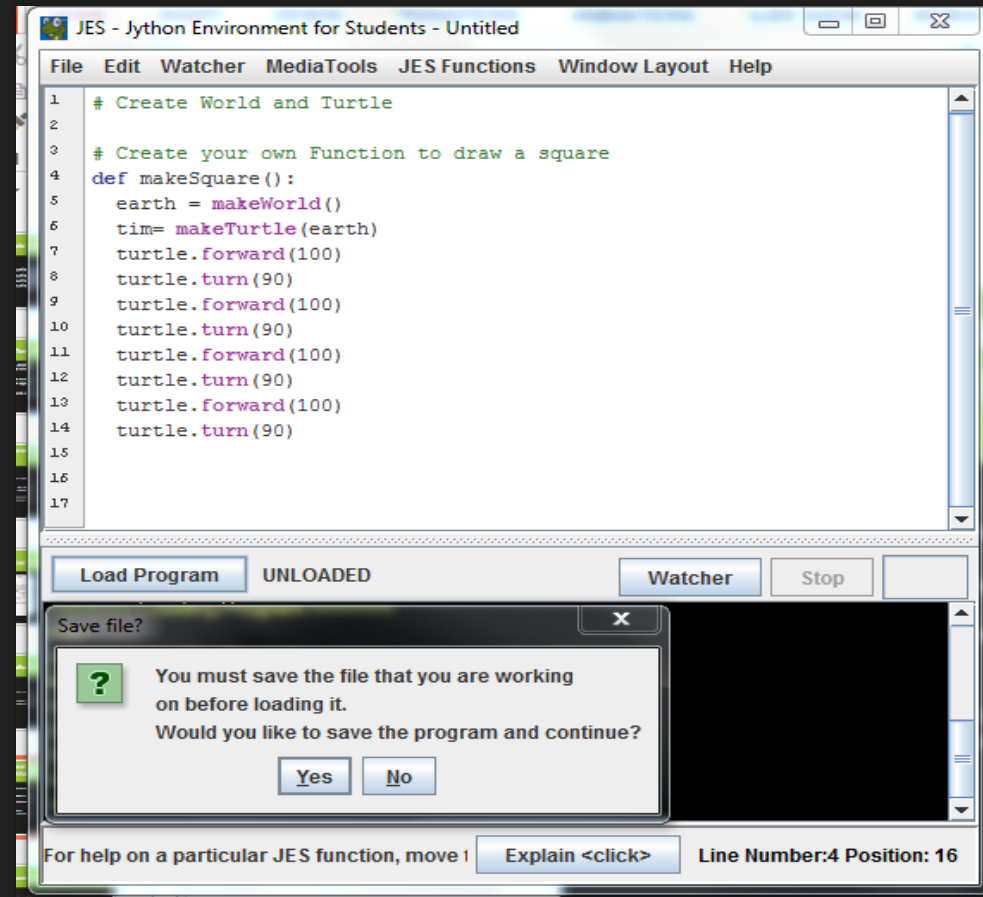 JES - Jython Environment for Students - Untitled
File Edit Watcher MediaTools JES Functions Window Layout Help
1 # Create World and Turtle
2
3 # Create your own Function to draw a square
4 def makeSquare():
5 earth = makeWorld()
6 tim= makeTurtle(earth)
7 turtle.forward(100)
8 turtle.turn(90)
9 turtle.forward(100)
10 turtle.turn(90)
11 turtle.forward(100)
12 turtle.turn(90)
13 turtle.forward(100)
14 turtle.turn(90)
15
16
17
Load Program UNLOADED Watcher Stop
Save file?
You must save the file that you are working
on before loading it.
Would you like to save the program and continue?
Yes No
For help on a particular JES function, move Explain <click> Line Number:4 Position: 16